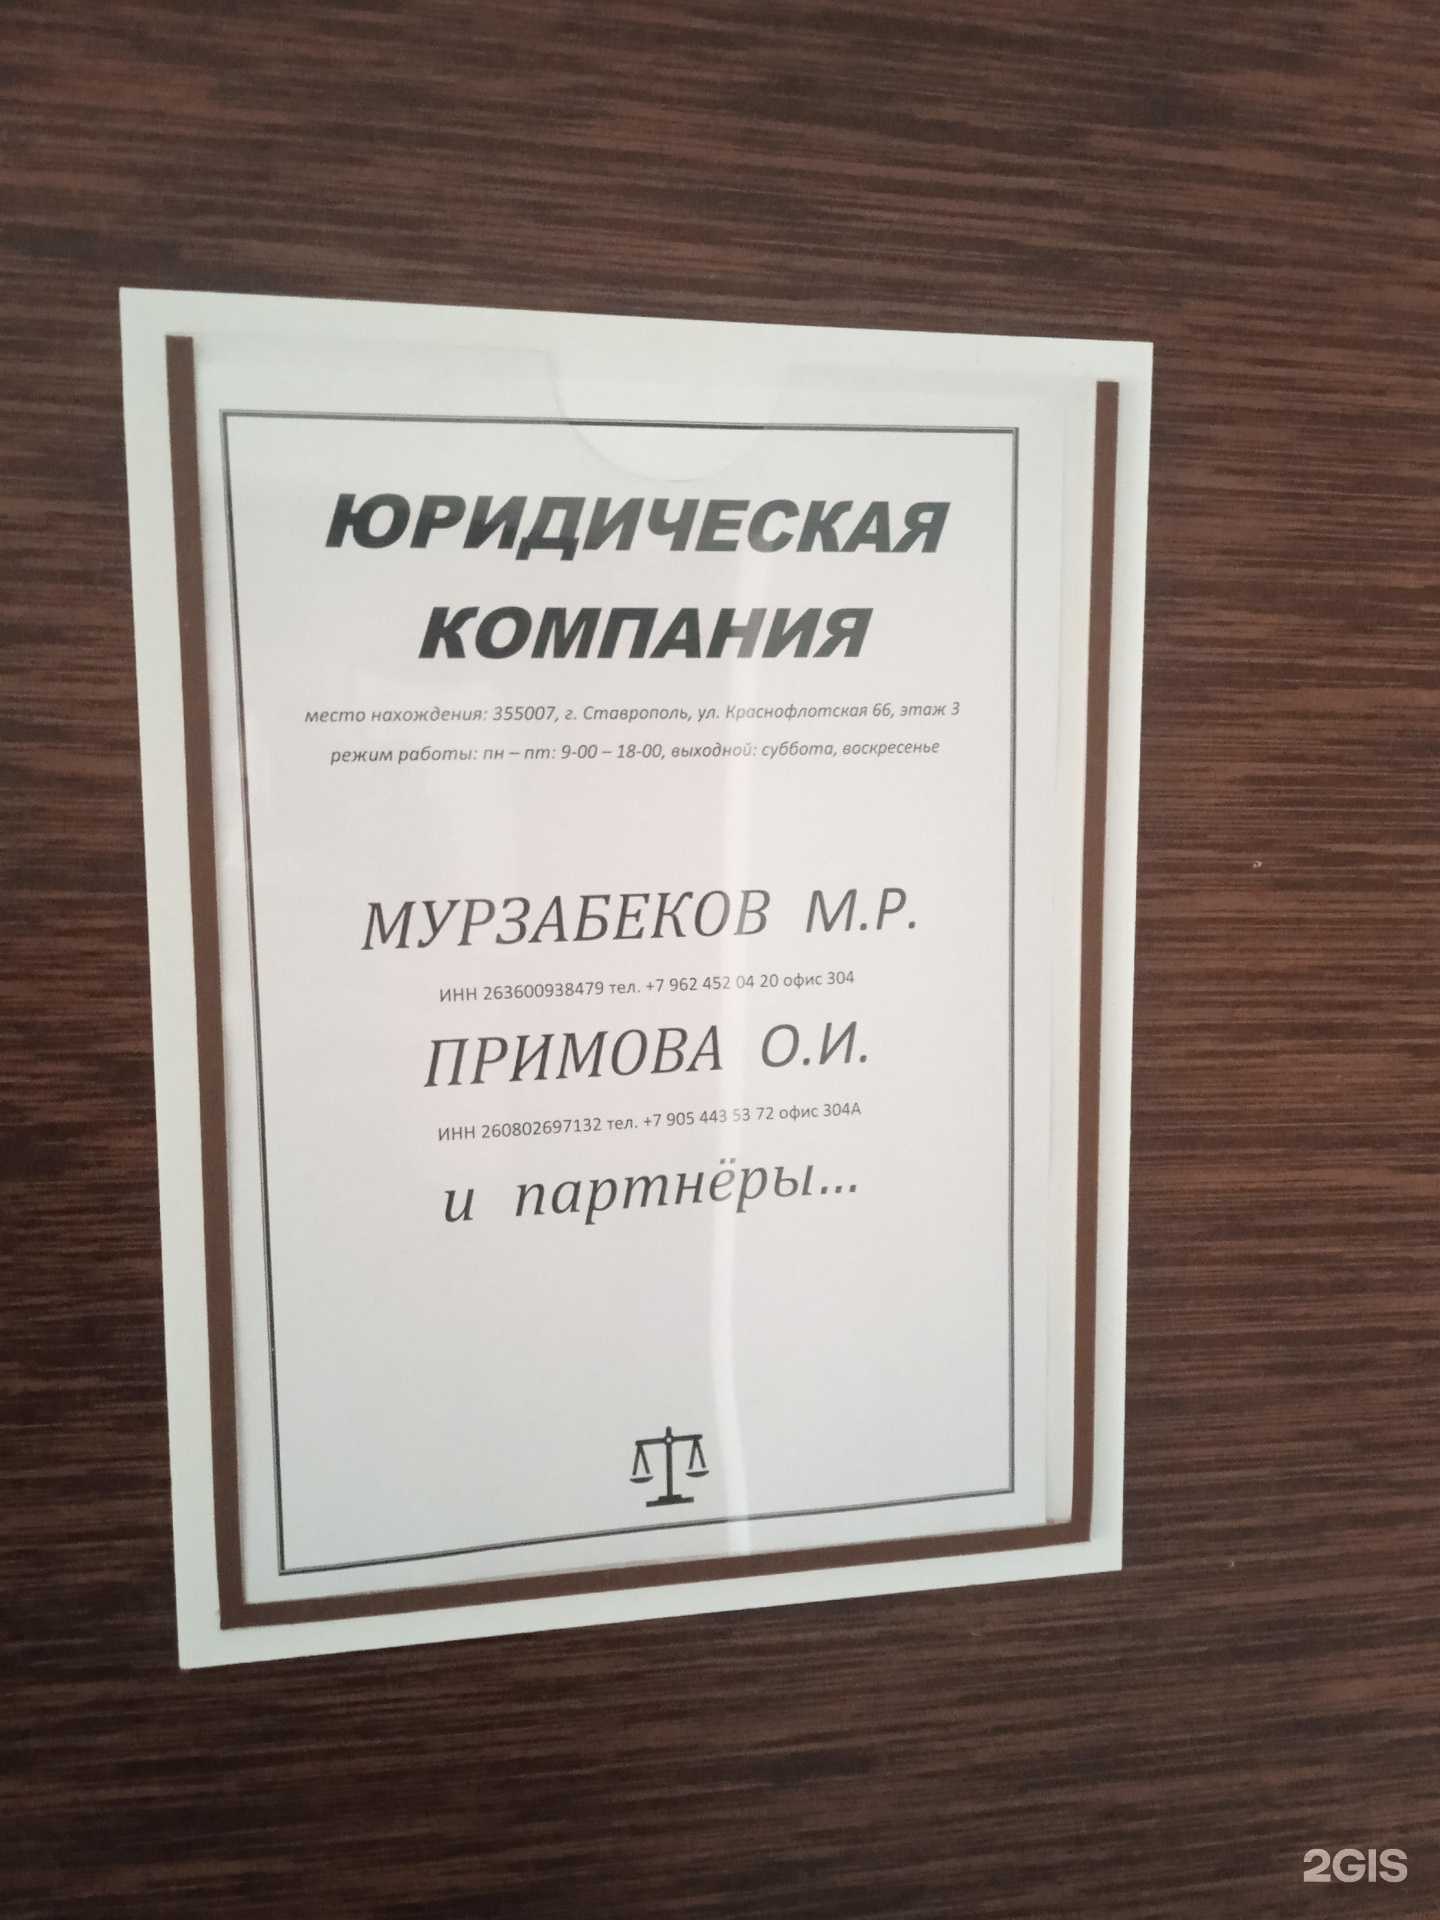 ЮРИДИЧЕСКАЯ
КОМПАНИЯ
место нахождения: 355007, г. Ставрополь, ул. Краснофлотская 66, этаж 3
режим работы: пн – пт: 9-00 – 18-00, выходной: суббота, воскресенье
МУРЗАБЕКОВ М.Р.
ИНН 263600938479 тел. +7 962 452 04 20 офис 304
ПРИМОВА О.И.
ИНН 260802697132 тел. +7 905 443 53 72 офис 304А
и партнёры...
2GIS